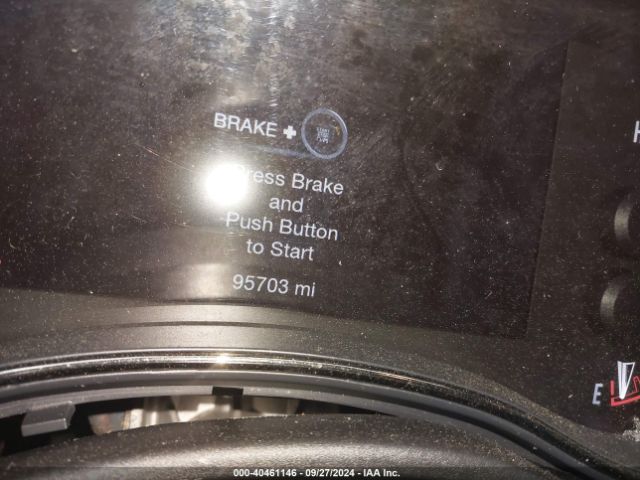 BRAKE +
Press Brake
and
Push Button
to Start
95703 mi
H
E
000-40461146 - 09/27/2024 - IAA Inc.